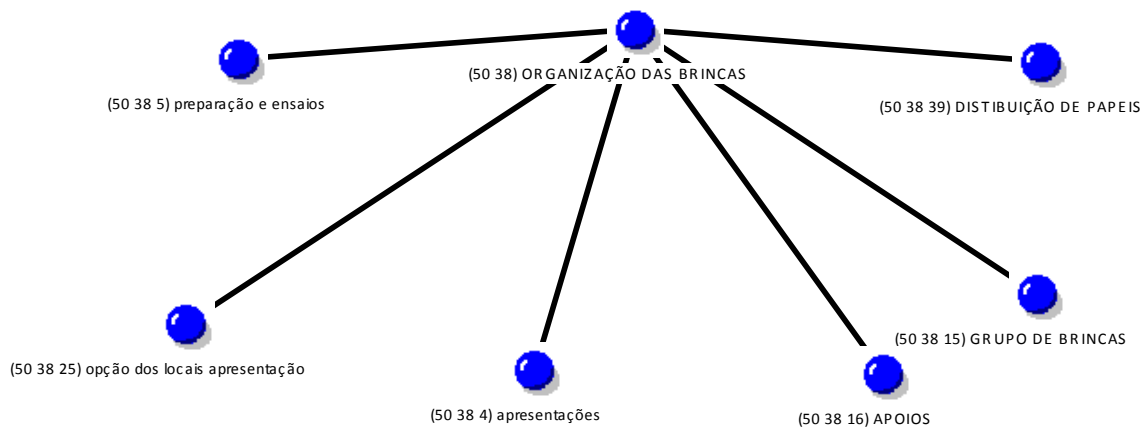 (50 38) ORGANIZAÇÃO DAS BRINCAS
(50 38 5) preparação e ensaios
(50 38 39) DISTIBUIÇÃO DE PAPEIS
(50 38 15) GRUPO DE BRINCAS
(50 38 25) opção dos locais apresentação
(50 38 4) apresentações
(50 38 16) APOIOS